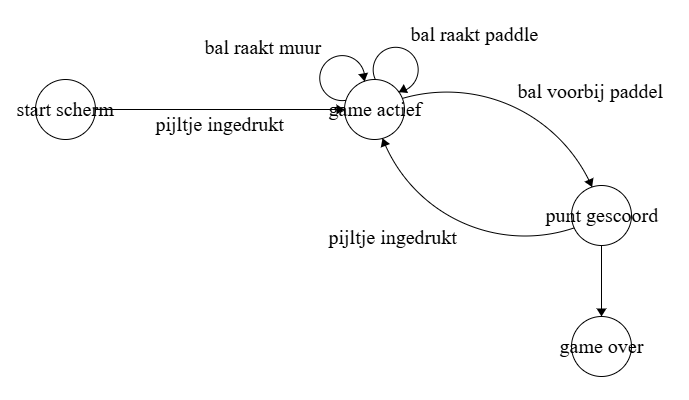 bal raakt muur
bal raakt paddle
bal voorbij paddel
start scherm
game actief
pijltje ingedrukt
punt gescoord
pijltje ingedrukt
game over